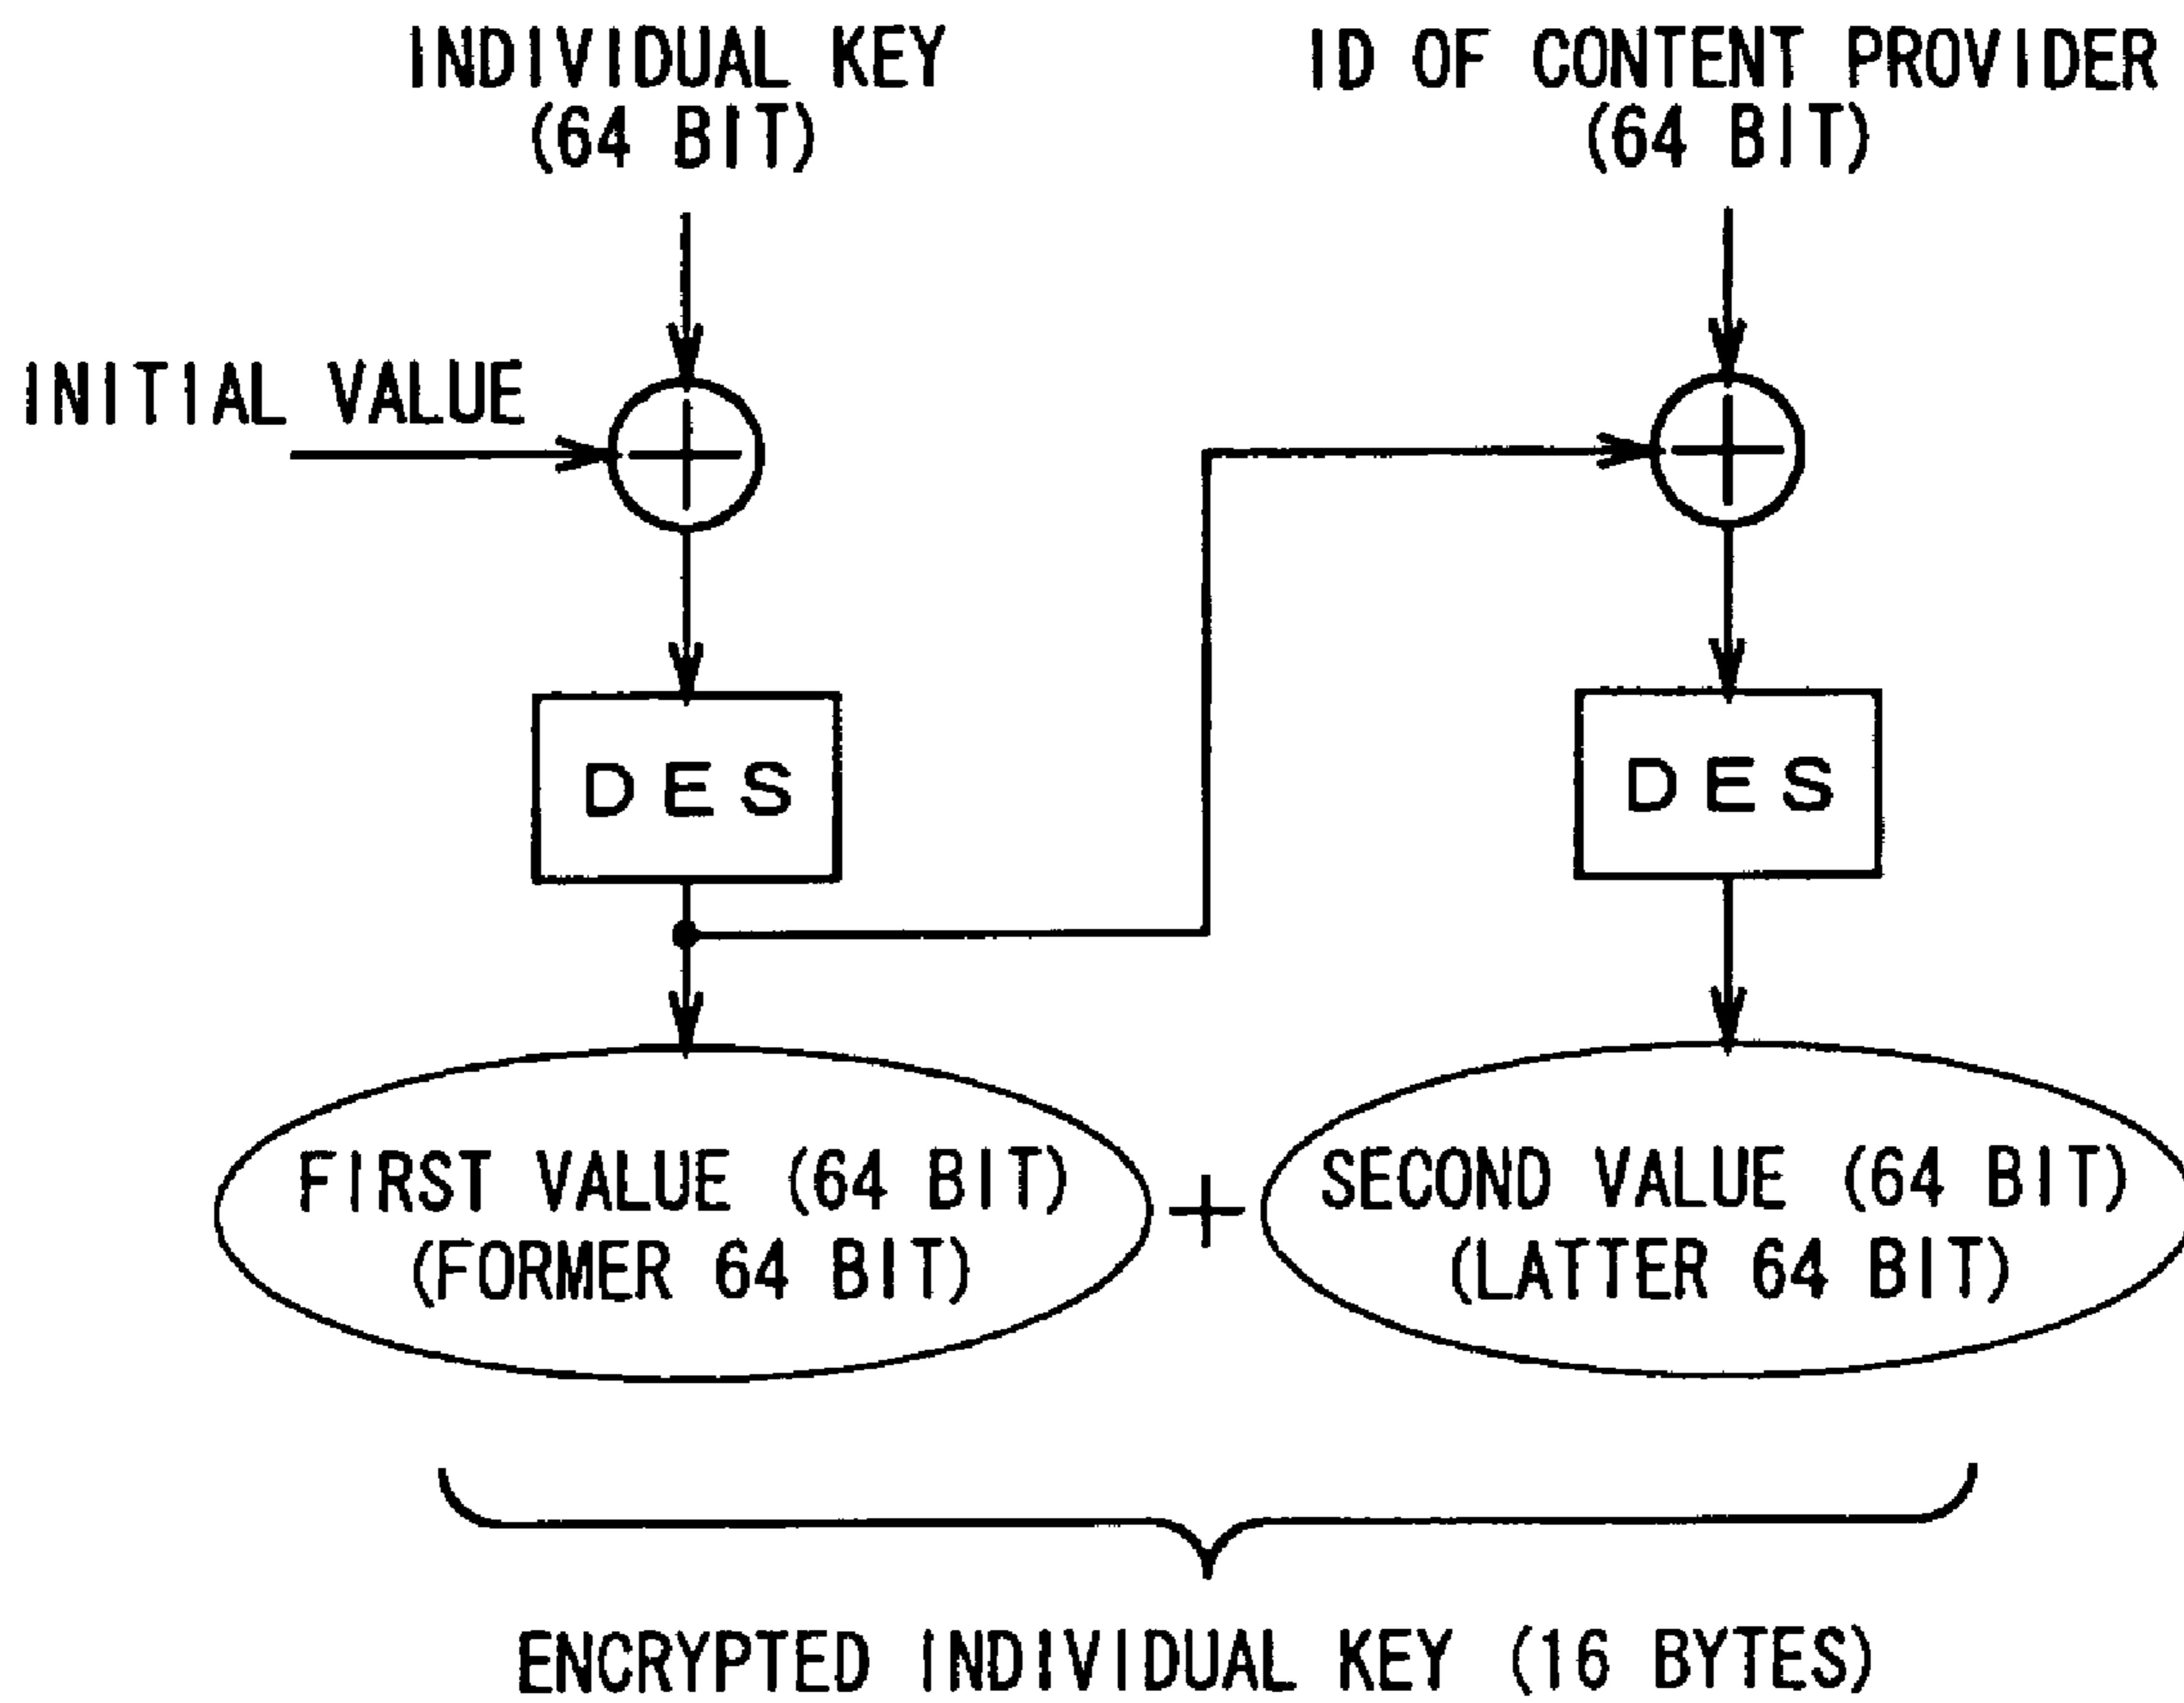 INDIVIDUAL KEY
(64 BIT)
ID OF CONTENT PROVIDER
(64 BIT)
INITIAL VALUE
DES
DES
FIRST VALUE (64 BIT)
(FORMER 64 BIT)
+
SECOND VALUE (64 BIT)
(LATTER 64 BIT)
ENCRYPTED INDIVIDUAL KEY (16 BYTES)